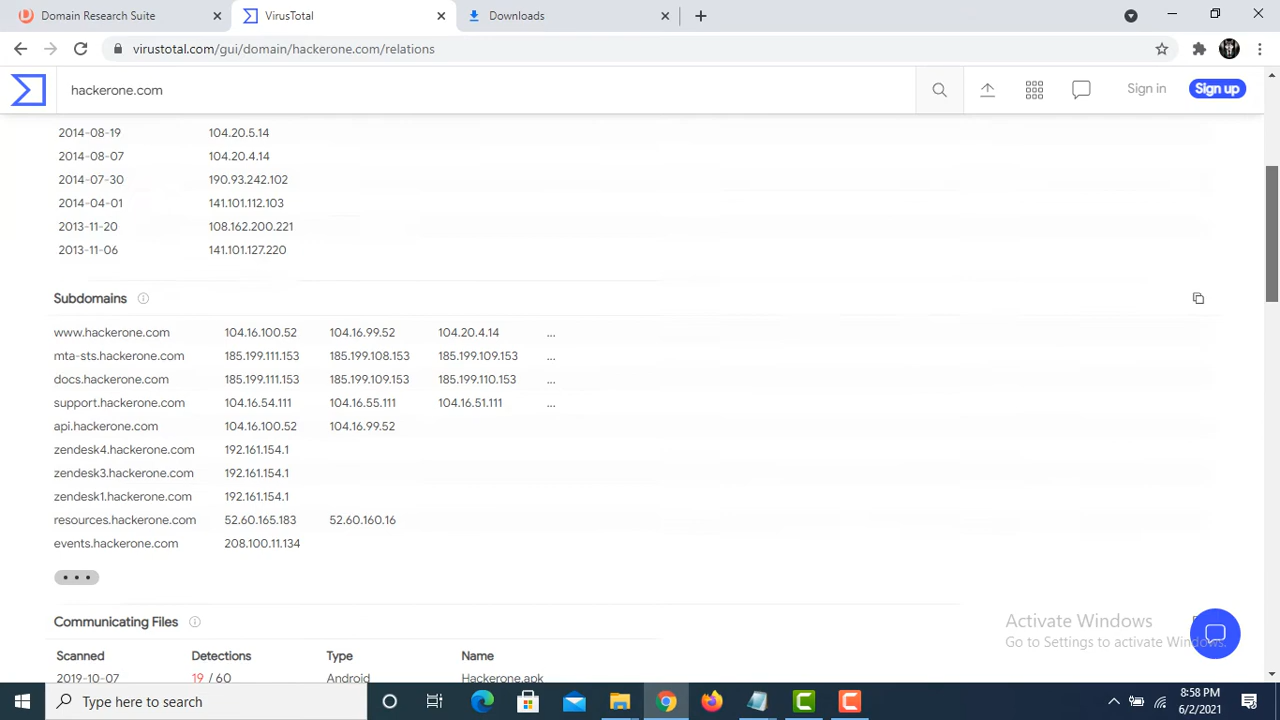 Domain Research Suite
VirusTotal
Downloads
virustotal.com/gui/domain/hackerone.com/relations
hackerone.com
Sign in
Sign up
2014-08-19 104.20.5.14
2014-08-07 104.20.4.14
2014-07-30 190.93.242.102
2014-04-01 141.101.112.103
2013-11-20 108.162.200.221
2013-11-06 141.101.127.220
Subdomains
www.hackerone.com 104.16.100.52 104.16.99.52 104.20.4.14 ...
mta-sts.hackerone.com 185.199.111.153 185.199.108.153 185.199.109.153 ...
docs.hackerone.com 185.199.111.153 185.199.109.153 185.199.110.153 ...
support.hackerone.com 104.16.54.111 104.16.55.111 104.16.51.111 ...
api.hackerone.com 104.16.100.52 104.16.99.52
zendesk4.hackerone.com 192.161.154.1
zendesk3.hackerone.com 192.161.154.1
zendesk1.hackerone.com 192.161.154.1
resources.hackerone.com 52.60.165.183 52.60.160.16
events.hackerone.com 208.100.11.134
Communicating Files
Scanned Detections Type Name
2019-10-07 19 / 60 Android Hackerone.apk
Activate Windows
Go to Settings to activate Windows.
Type here to search
8:58 PM
6/2/2021